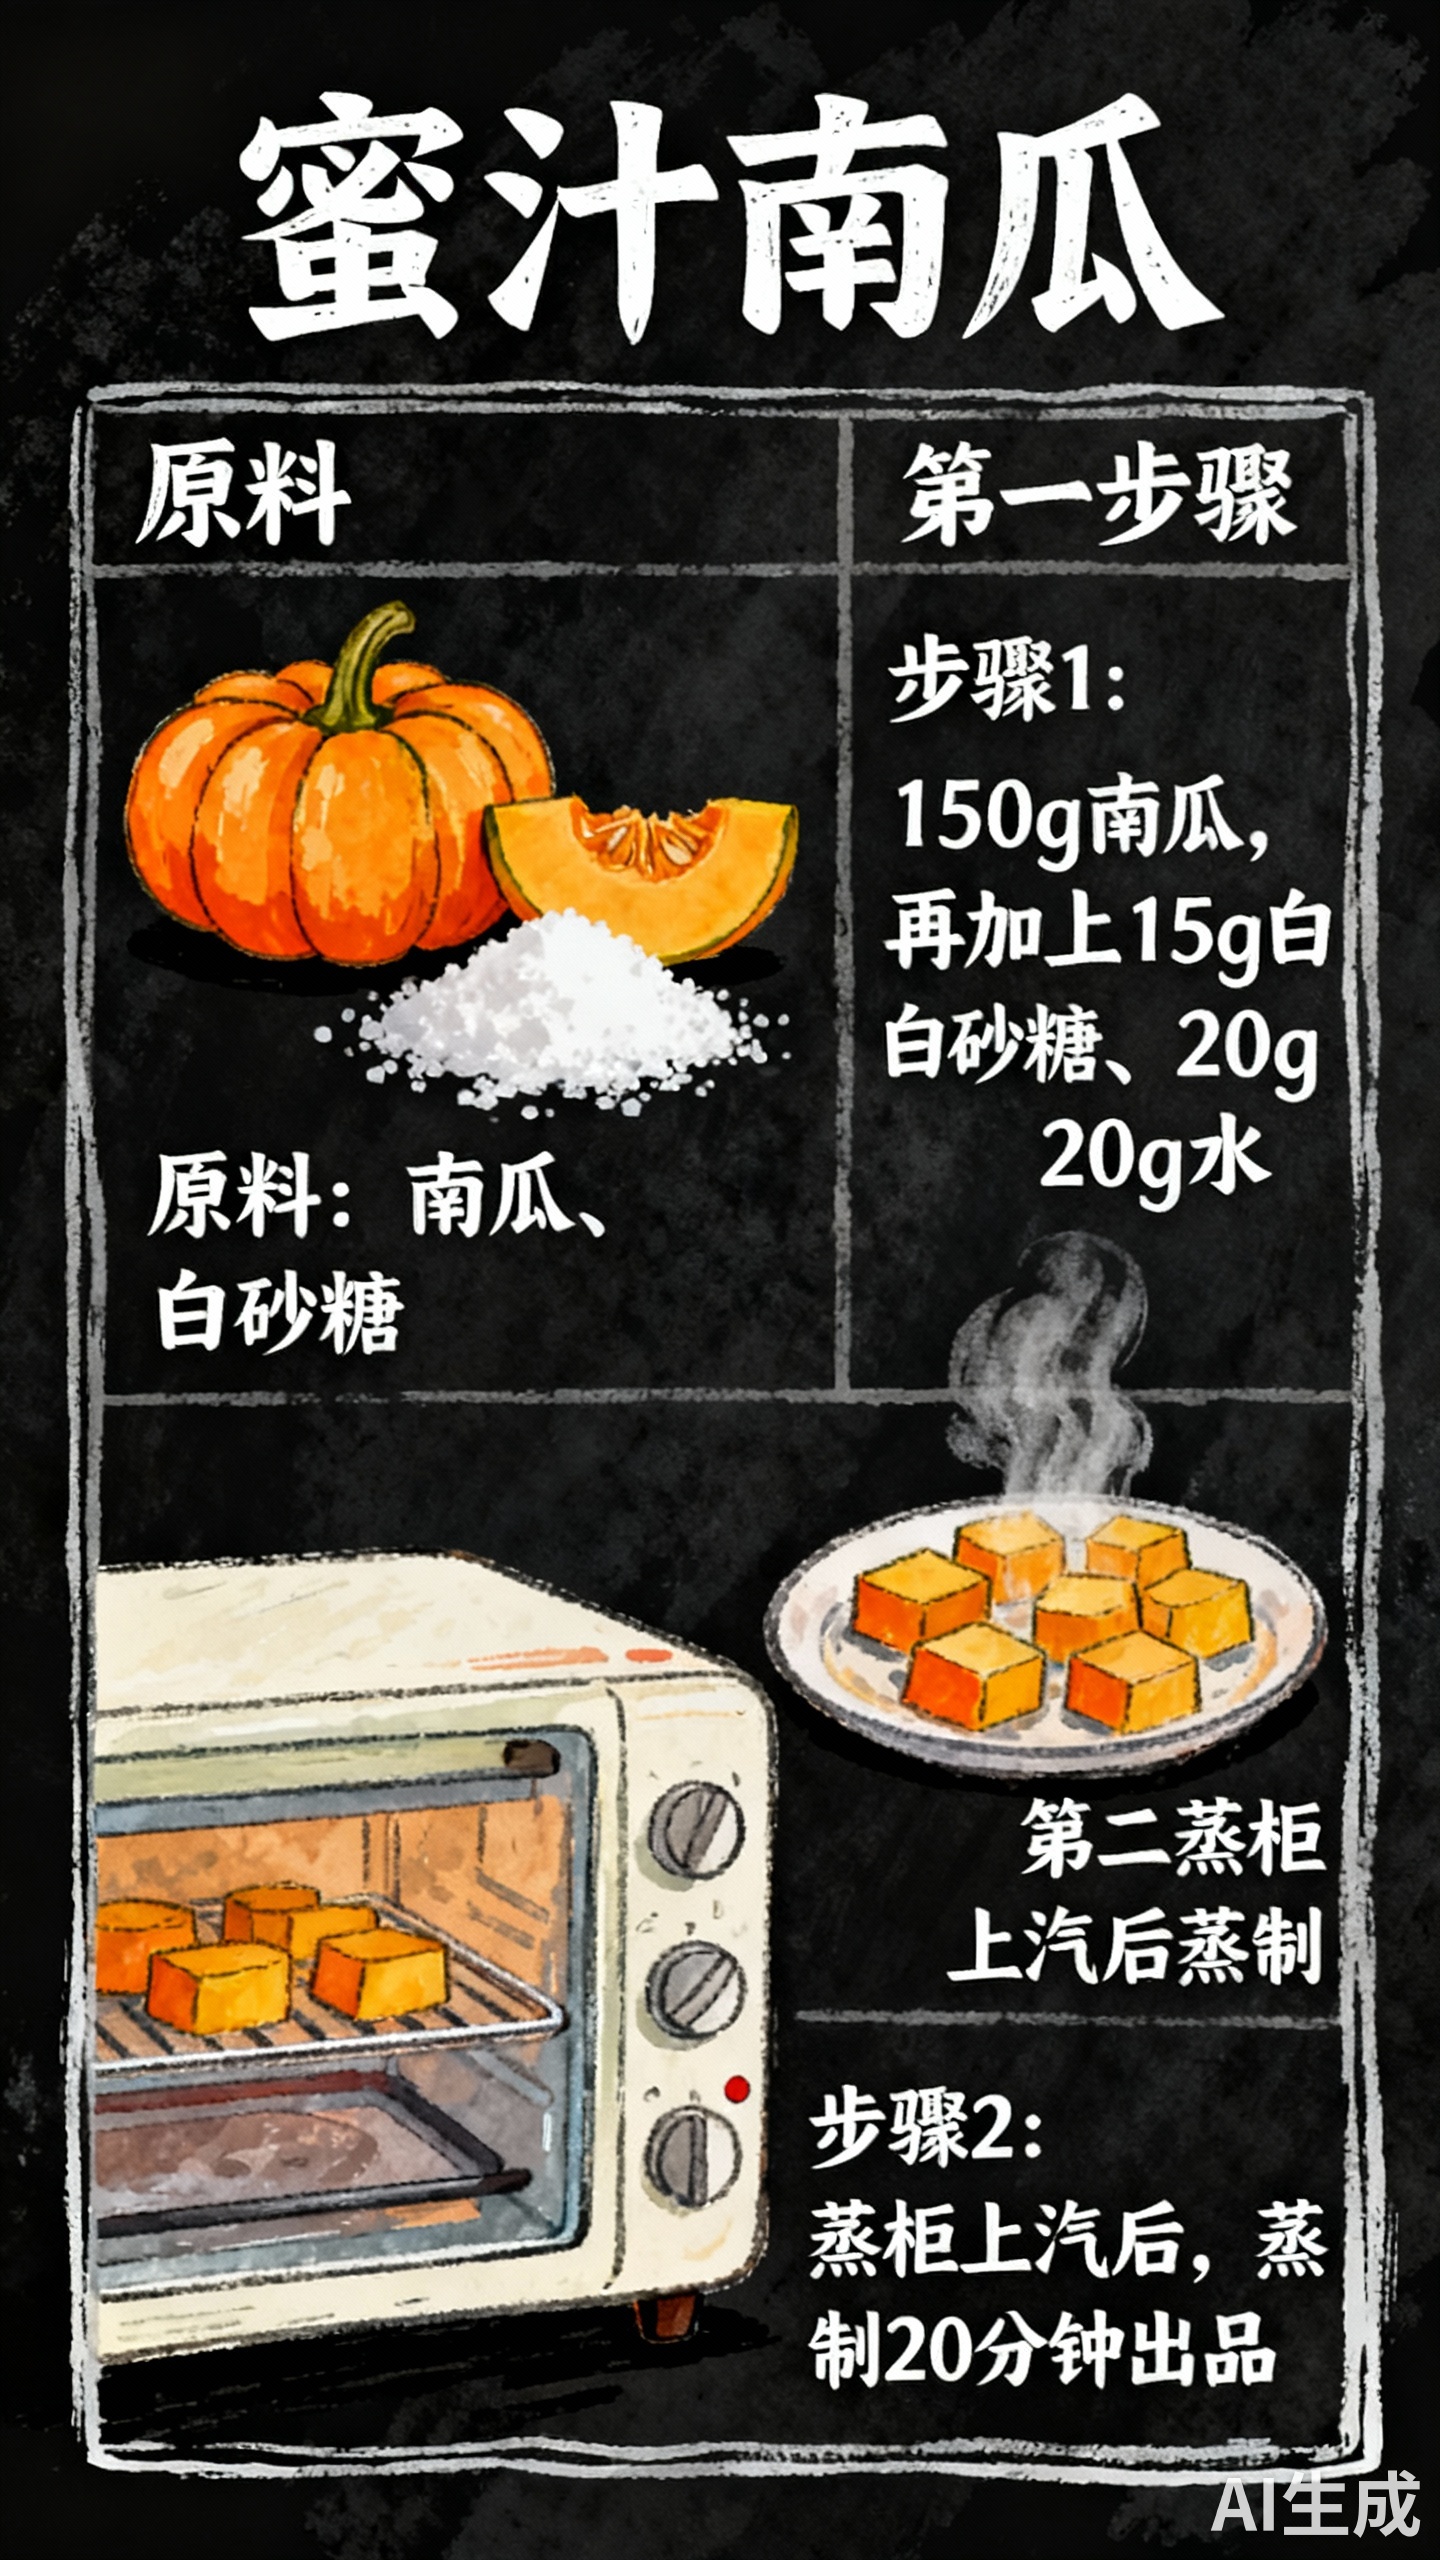 蜜汁南瓜
原料
第一步骤
原料：南瓜、
白砂糖
步骤1：
150g南瓜，
再加上15g白
白砂糖、20g
20g水
第二蒸柜
上汽后蒸制
步骤2：
蒸柜上汽后，蒸
制20分钟出品
AI生成